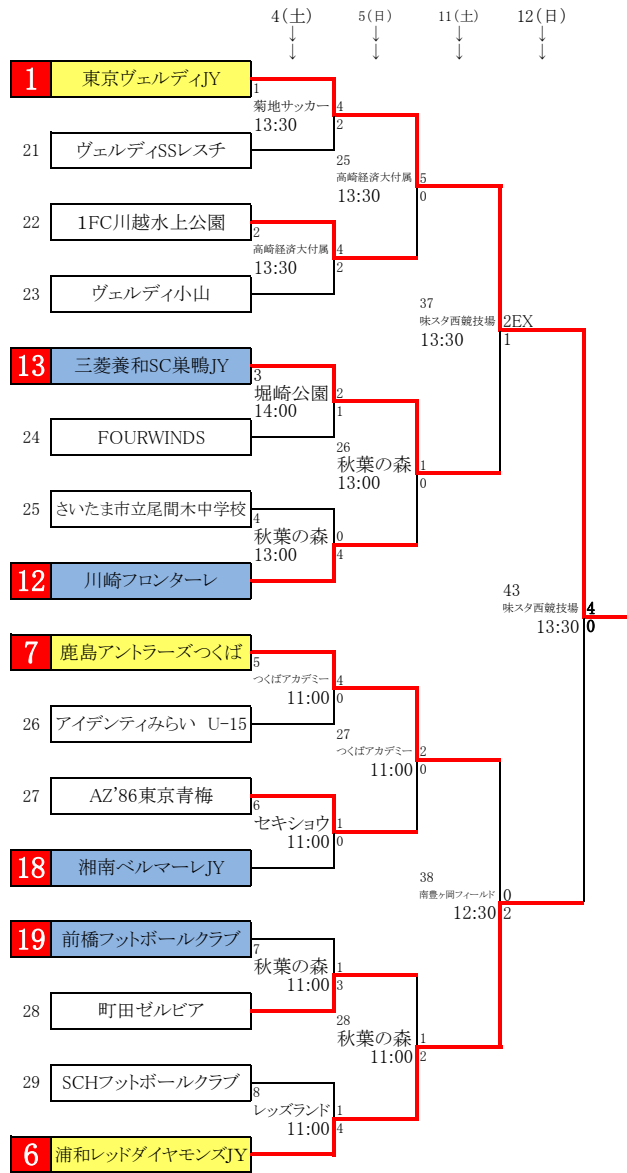 4(土) 5(日) 11(土) 12(日)
↓ ↓ ↓ ↓
↓ ↓ ↓ ↓
1 東京ヴェルディJY
1
菊地サッカー 4
13:30 2
21 ヴェルディSSレスチ
25
高崎経済大付属 5
13:30 0
22 1FC川越水上公園
2
高崎経済大付属 4
13:30 2
23 ヴェルディ小山
37
味スタ西競技場 2EX
13:30 1
13 三菱養和SC巣鴨JY
3
堀崎公園 2
14:00 1
24 FOURWINDS
26
秋葉の森 1
13:00 0
25 さいたま市立尾間木中学校
4
秋葉の森 0
13:00 4
12 川崎フロンターレ
43
味スタ西競技場 4
13:30 0
7 鹿島アントラーズつくば
5
つくばアカデミー 4
11:00 0
26 アイデンティみらい U-15
27
つくばアカデミー 2
11:00 0
27 AZ'86東京青梅
6
セキショウ 1
11:00 0
18 湘南ベルマーレJY
38
南豊ヶ岡フィールド 0
12:30 2
19 前橋フットボールクラブ
7
秋葉の森 1
11:00 3
28 町田ゼルビア
28
秋葉の森 1
11:00 2
29 SCHフットボールクラブ
8
レッズランド 1
11:00 4
6 浦和レッドダイヤモンズJY